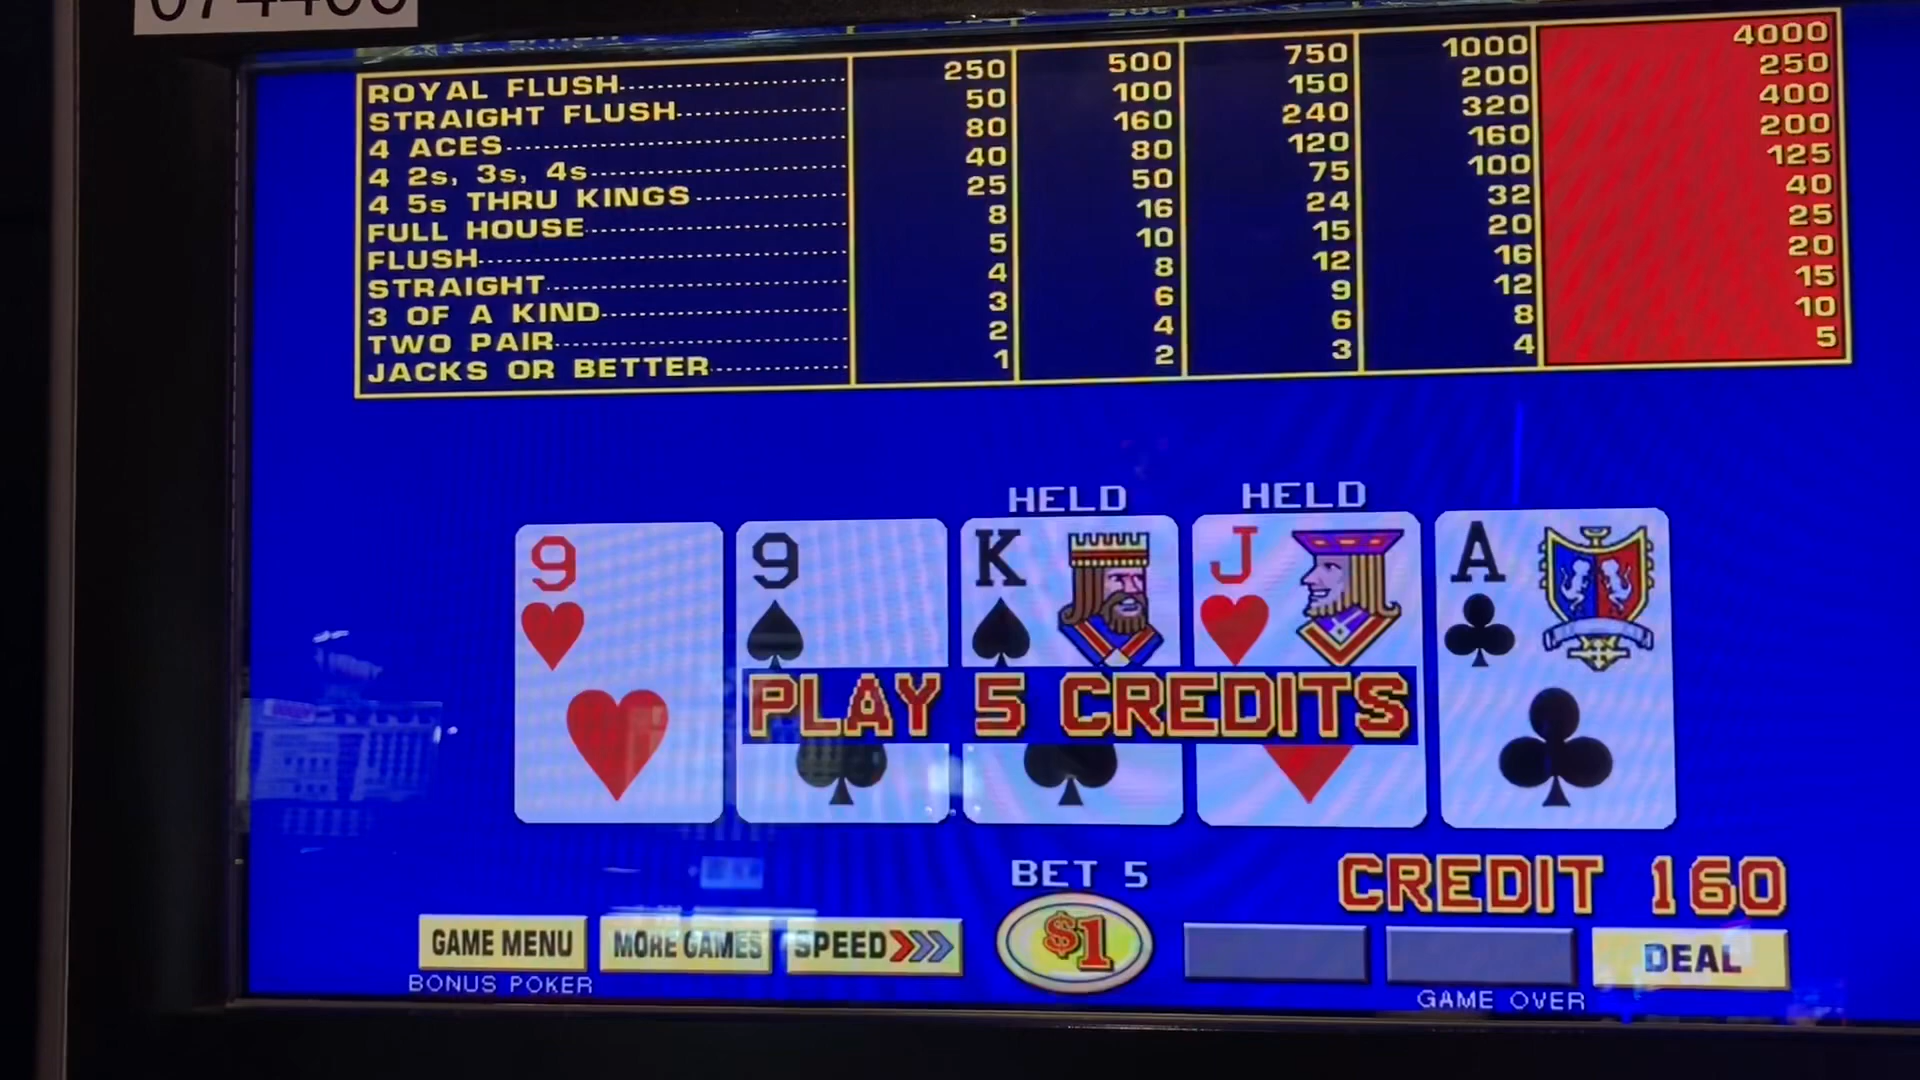 ROYAL FLUSH 250 500 750 1000 4000
STRAIGHT FLUSH 50 100 150 200 250
4 ACES 80 160 240 320 400
4 2s, 3s, 4s 40 80 120 160 200
4 5s THRU KINGS 25 50 75 100 125
FULL HOUSE 8 16 24 32 40
FLUSH 5 10 15 20 25
STRAIGHT 4 8 12 16 20
3 OF A KIND 3 6 9 12 15
TWO PAIR 2 4 6 8 10
JACKS OR BETTER 1 2 3 4 5
HELD HELD
9 9 K J A
PLAY 5 CREDITS
BET 5 CREDIT 160
GAME MENU MORE GAMES SPEED $1 DEAL
BONUS POKER GAME OVER